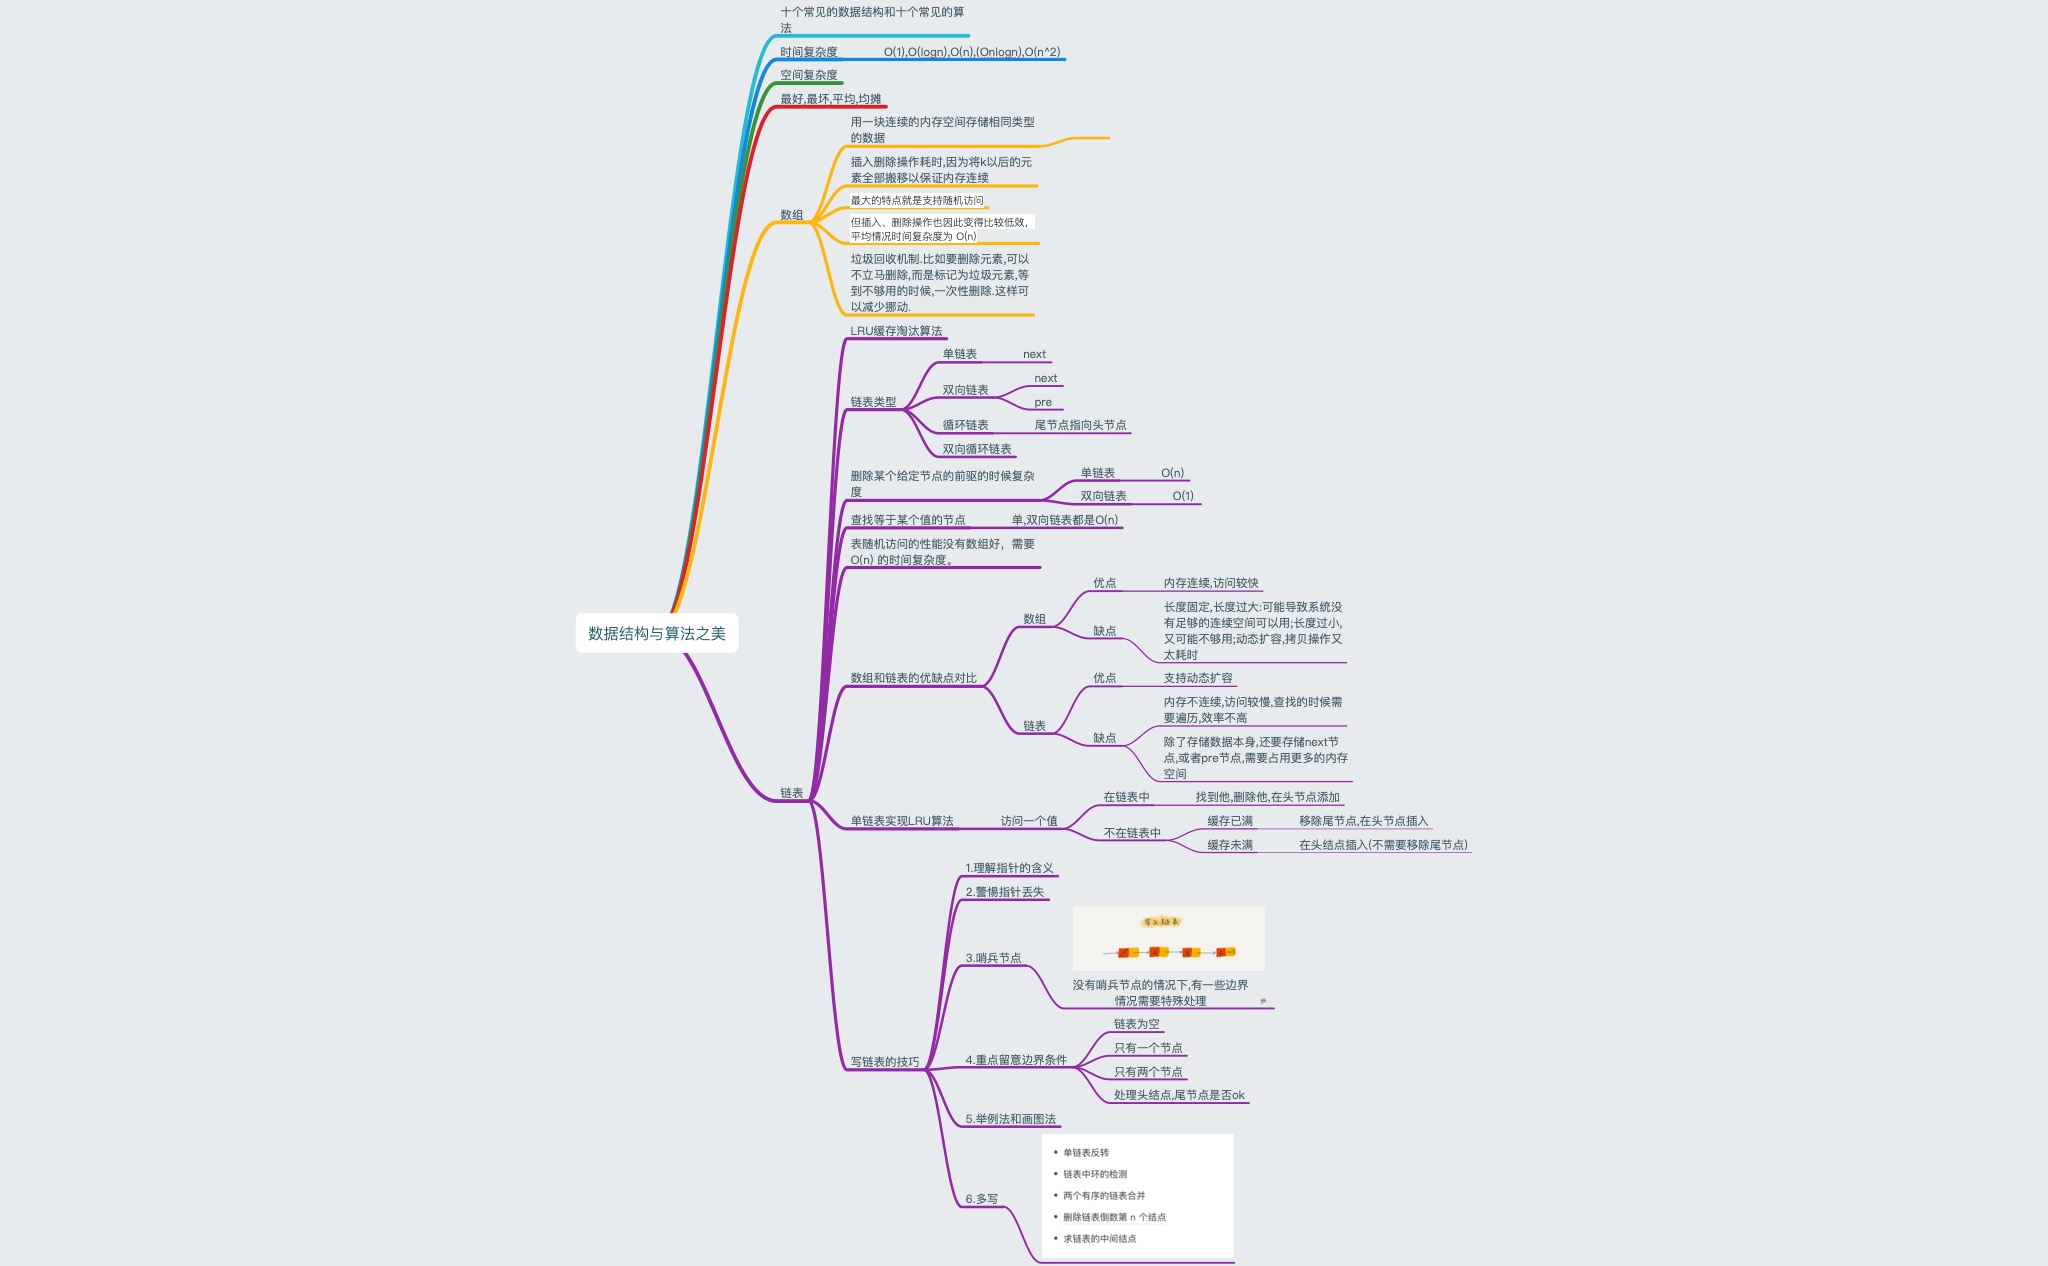 十个常见的数据结构和十个常见的算
法
时间复杂度
O(1),O(logn),O(n),(Onlogn),O(n^2)
空间复杂度
最好,最坏,平均,均摊
数组
用一块连续的内存空间存储相同类型
的数据
插入删除操作耗时,因为将k以后的元
素全部搬移以保证内存连续
最大的特点就是支持随机访问
但插入、删除操作也因此变得比较低效，
平均情况时间复杂度为 O(n)
垃圾回收机制.比如要删除元素,可以
不立马删除,而是标记为垃圾元素,等
到不够用的时候,一次性删除.这样可
以减少挪动.
数据结构与算法之美
链表
LRU缓存淘汰算法
链表类型
单链表
next
双向链表
next
pre
循环链表
尾节点指向头节点
双向循环链表
删除某个给定节点的前驱的时候复杂
度
单链表
O(n)
双向链表
O(1)
查找等于某个值的节点
单,双向链表都是O(n)
表随机访问的性能没有数组好，需要
O(n) 的时间复杂度。
数组和链表的优缺点对比
数组
优点
内存连续,访问较快
缺点
长度固定,长度过大:可能导致系统没
有足够的连续空间可以用;长度过小,
又可能不够用;动态扩容,拷贝操作又
太耗时
链表
优点
支持动态扩容
缺点
内存不连续,访问较慢,查找的时候需
要遍历,效率不高
除了存储数据本身,还要存储next节
点,或者pre节点,需要占用更多的内存
空间
单链表实现LRU算法
访问一个值
在链表中
找到他,删除他,在头节点添加
不在链表中
缓存已满
移除尾节点,在头节点插入
缓存未满
在头结点插入(不需要移除尾节点)
写链表的技巧
1.理解指针的含义
2.警惕指针丢失
3.哨兵节点
没有哨兵节点的情况下,有一些边界
情况需要特殊处理
4.重点留意边界条件
链表为空
只有一个节点
只有两个节点
处理头结点,尾节点是否ok
5.举例法和画图法
6.多写
• 单链表反转
• 链表中环的检测
• 两个有序的链表合并
• 删除链表倒数第 n 个结点
• 求链表的中间结点